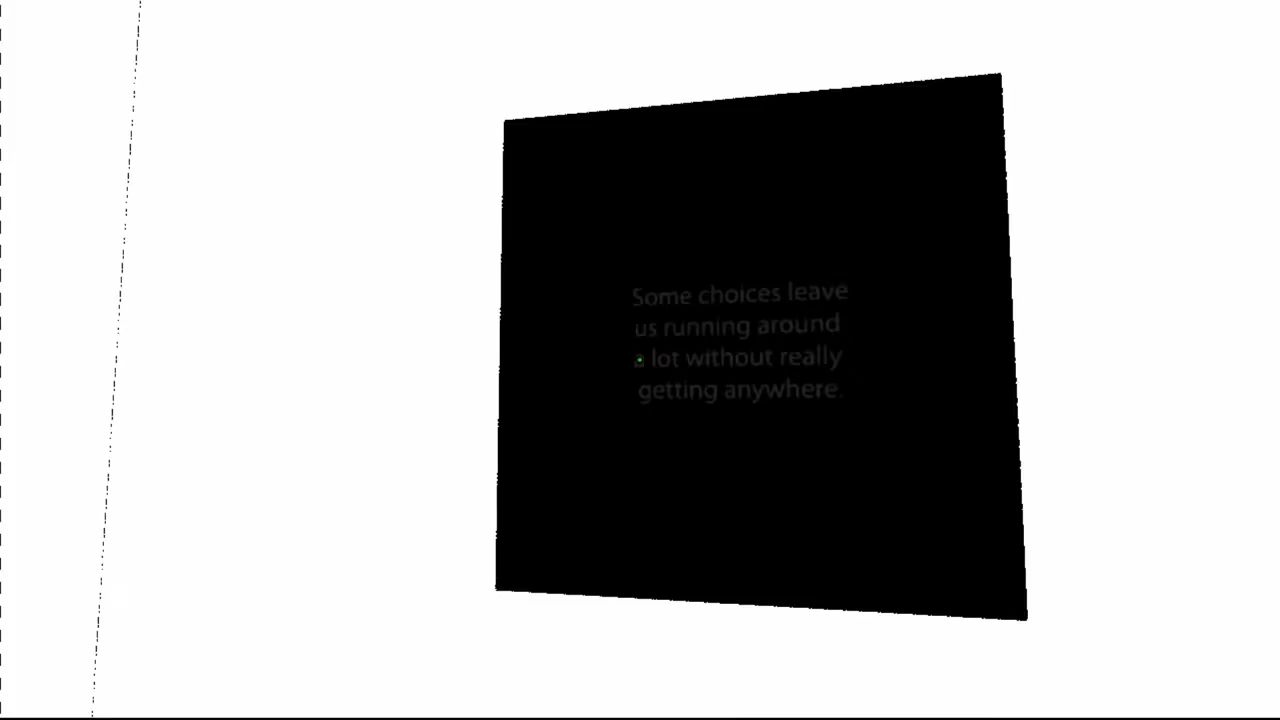 Some choices leave
us running around
a lot without really
getting anywhere.